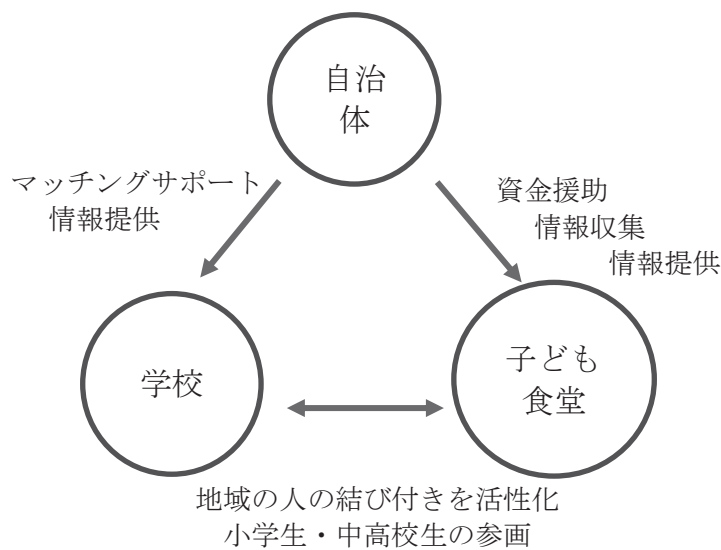 自治
体
マッチングサポート
情報提供
資金援助
情報収集
情報提供
学校
子ども
食堂
地域の人の結び付きを活性化
小学生・中高校生の参画